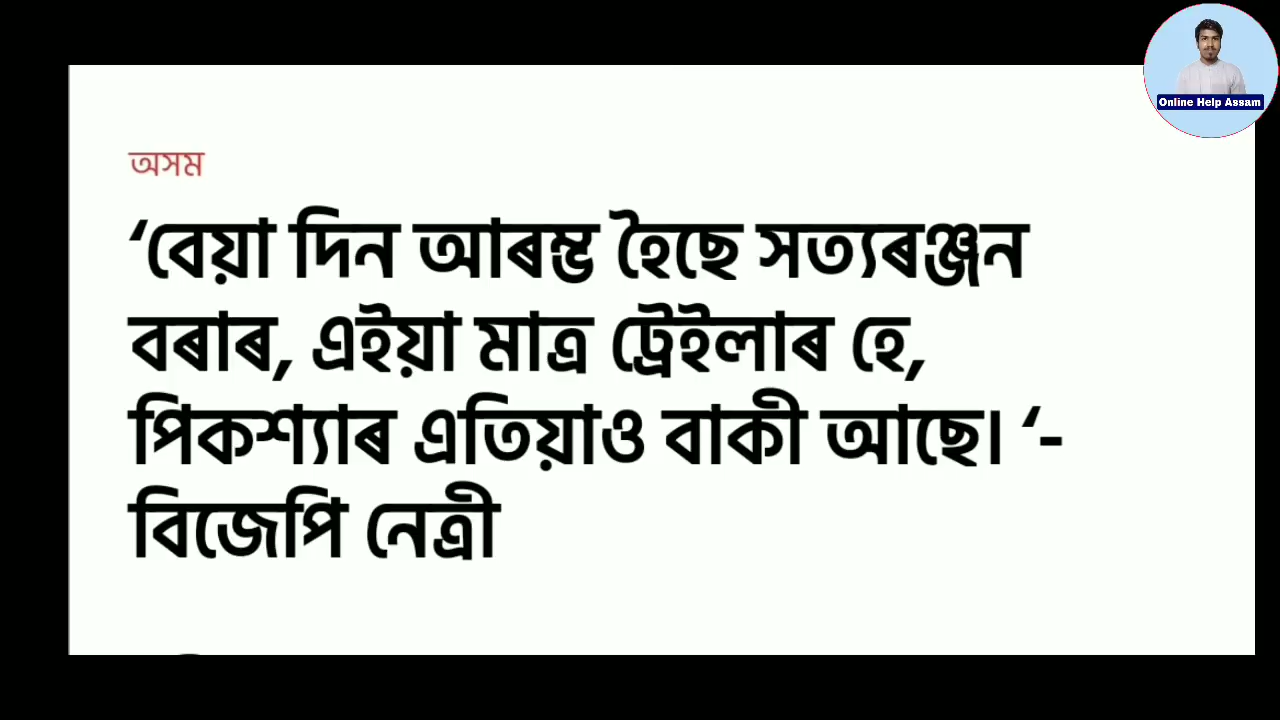 Online Help Assam
অসম
‘বেয়া দিন আৰম্ভ হৈছে সত্যৰঞ্জন
বৰাৰ, এইয়া মাত্ৰ ট্ৰেইলাৰ হে,
পিকশ্যাৰ এতিয়াও বাকী আছে। ‘-
বিজেপি নেত্ৰী